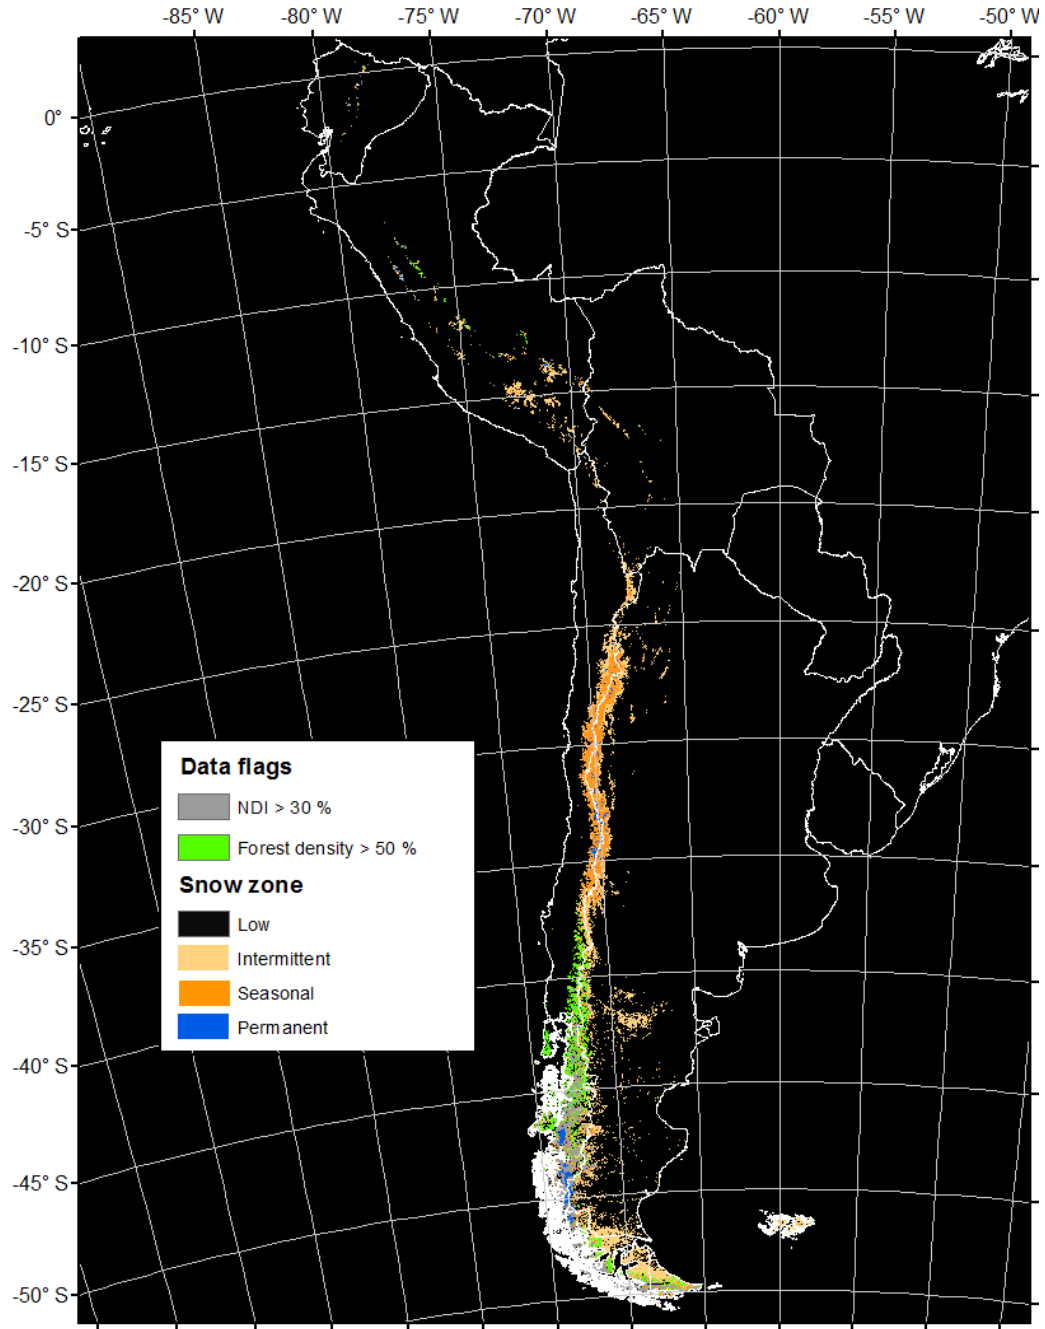 -85° W -80° W -75° W -70° W -65° W -60° W -55° W -50° W
0°
-5° S
-10° S
-15° S
-20° S
-25° S
-30° S
-35° S
-40° S
-45° S
-50° S
Data flags
NDI > 30 %
Forest density > 50 %
Snow zone
Low
Intermittent
Seasonal
Permanent